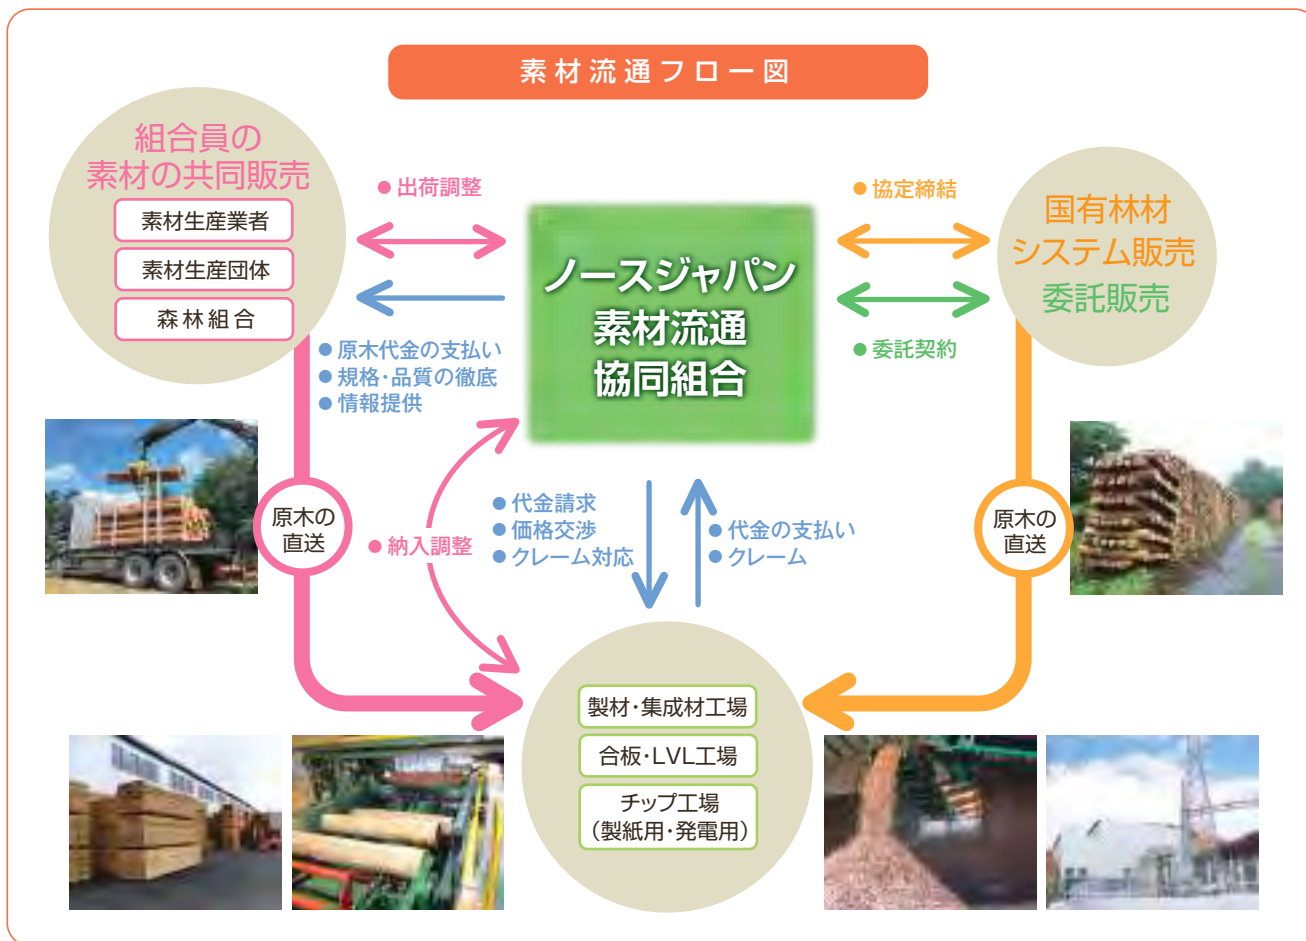 素材流通フロー図
組合員の
素材の共同販売
素材生産業者
素材生産団体
森林組合
●出荷調整
●原木代金の支払い
●規格・品質の徹底
●情報提供
ノースジャパン
素材流通
協同組合
●協定締結
●委託契約
国有林材
システム販売
委託販売
原木の
直送
●納入調整
●代金請求
●価格交渉
●クレーム対応
●代金の支払い
●クレーム
原木の
直送
製材・集成材工場
合板・LVL工場
チップ工場
（製紙用・発電用）